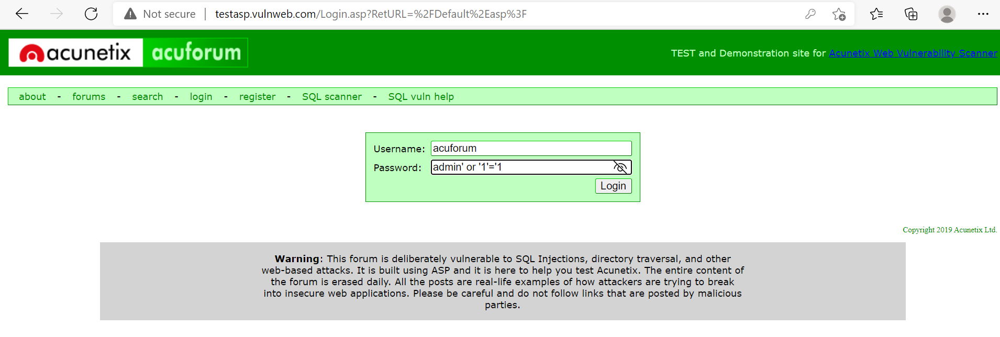 Not secure | testasp.vulnweb.com/Login.asp?RetURL=%2FDefault%2Easp%3F
acunetix acuforum
TEST and Demonstration site for Acunetix Web Vulnerability Scanner
about - forums - search - login - register - SQL scanner - SQL vuln help
Username: acuforum
Password: admin' or '1'='1
Login
Copyright 2019 Acunetix Ltd.
Warning: This forum is deliberately vulnerable to SQL Injections, directory traversal, and other
web-based attacks. It is built using ASP and it is here to help you test Acunetix. The entire content of
the forum is erased daily. All the posts are real-life examples of how attackers are trying to break
into insecure web applications. Please be careful and do not follow links that are posted by malicious
parties.